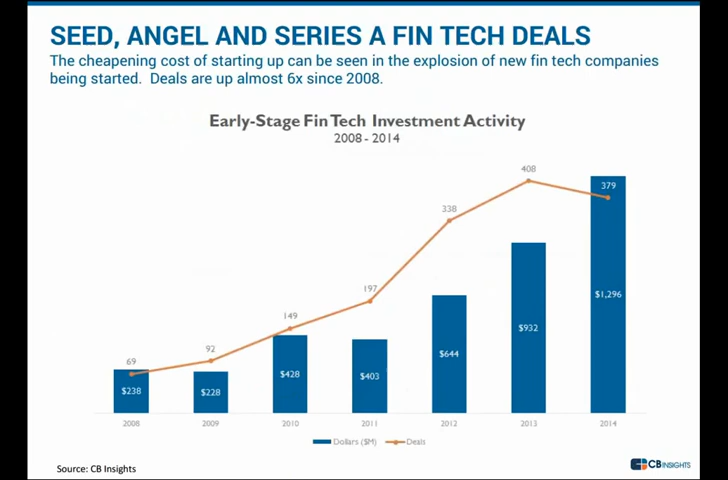 SEED, ANGEL AND SERIES A FIN TECH DEALS
The cheapening cost of starting up can be seen in the explosion of new fin tech companies
being started. Deals are up almost 6x since 2008.
Early-Stage Fin Tech Investment Activity
2008 - 2014
408
379
338
197
149
92
69
$1,296
$932
$644
$428
$403
$238
$228
2008 2009 2010 2011 2012 2013 2014
Dollars ($M) Deals
Source: CB Insights
CBINSIGHTS